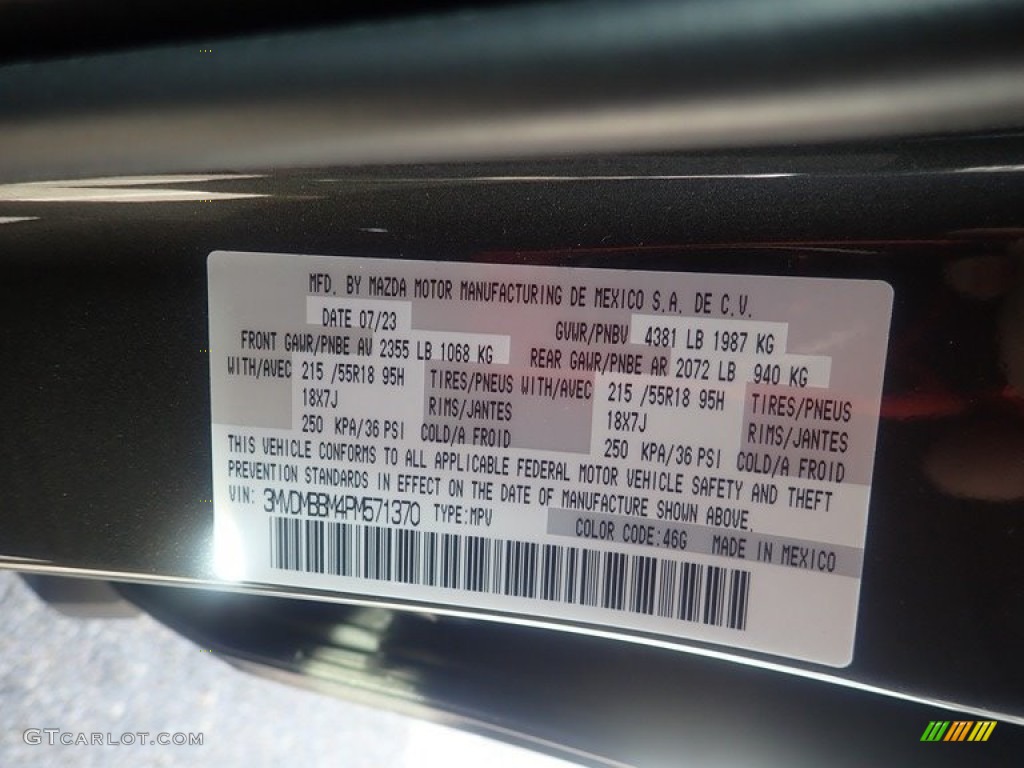 MFD. BY MAZDA MOTOR MANUFACTURING DE MEXICO S.A. DE C.V.
DATE 07/23 GVWR/PNBV 4381 LB 1987 KG
FRONT GAWR/PNBE AV 2355 LB 1068 KG REAR GAWR/PNBE AR 2072 LB 940 KG
WITH/AVEC 215 /55R18 95H TIRES/PNEUS WITH/AVEC 215 /55R18 95H TIRES/PNEUS
18X7J RIMS/JANTES 18X7J RIMS/JANTES
250 KPA/36 PSI COLD/A FROID 250 KPA/36 PSI COLD/A FROID
THIS VEHICLE CONFORMS TO ALL APPLICABLE FEDERAL MOTOR VEHICLE SAFETY AND THEFT
PREVENTION STANDARDS IN EFFECT ON THE DATE OF MANUFACTURE SHOWN ABOVE.
VIN: 3MVDMBBM4PM571370 TYPE:MPV
COLOR CODE:46G MADE IN MEXICO
GTCARLOT.COM